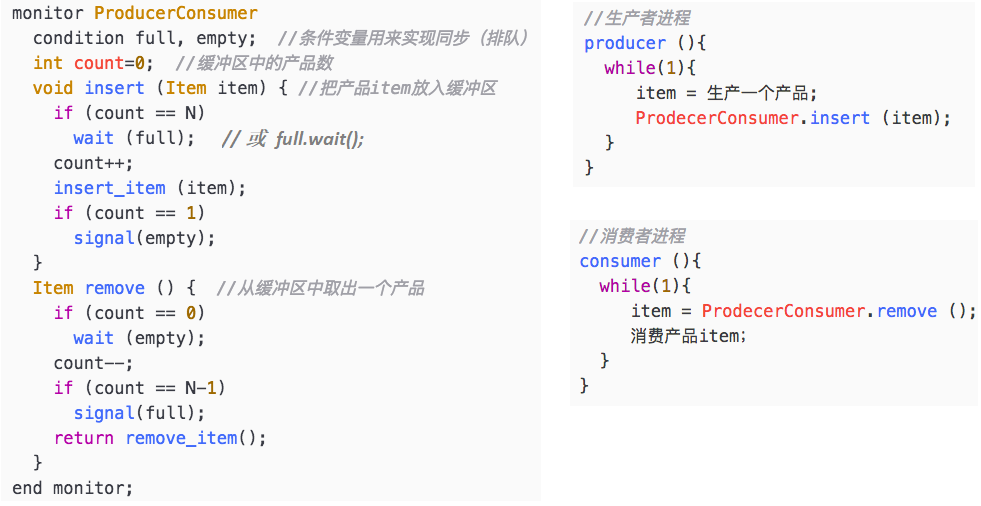 monitor ProducerConsumer
condition full, empty; //条件变量用来实现同步（排队）
int count=0; //缓冲区中的产品数
void insert (Item item) { //把产品item放入缓冲区
if (count == N)
wait (full); // 或 full.wait();
count++;
insert_item (item);
if (count == 1)
signal(empty);
}
Item remove () { //从缓冲区中取出一个产品
if (count == 0)
wait (empty);
count--;
if (count == N-1)
signal(full);
return remove_item();
}
end monitor;
//生产者进程
producer (){
while(1){
item = 生产一个产品;
ProdecerConsumer.insert (item);
}
}
//消费者进程
consumer (){
while(1){
item = ProdecerConsumer.remove ();
消费产品item;
}
}